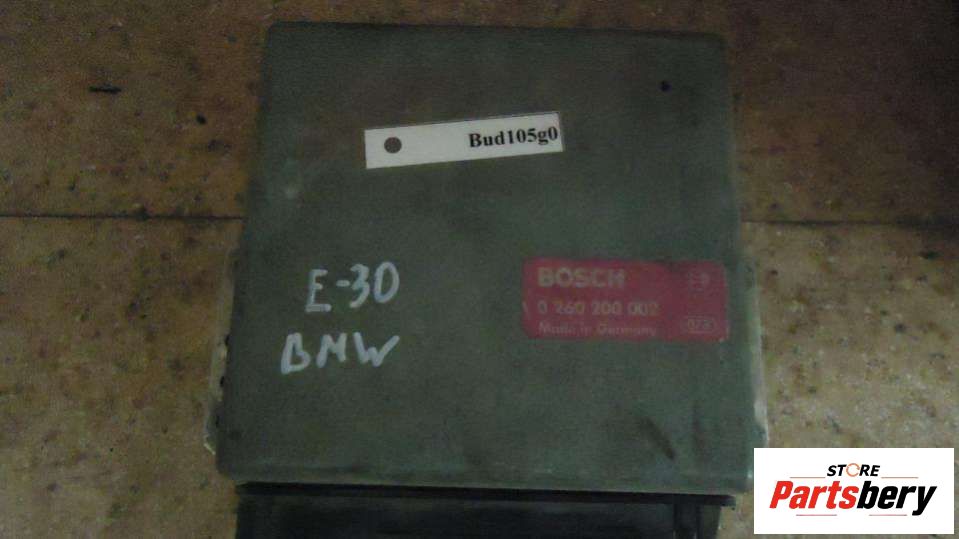 Bud105g0
E-30
BMW
BOSCH
0 260 200 002
Made in Germany
STORE
Partsbery